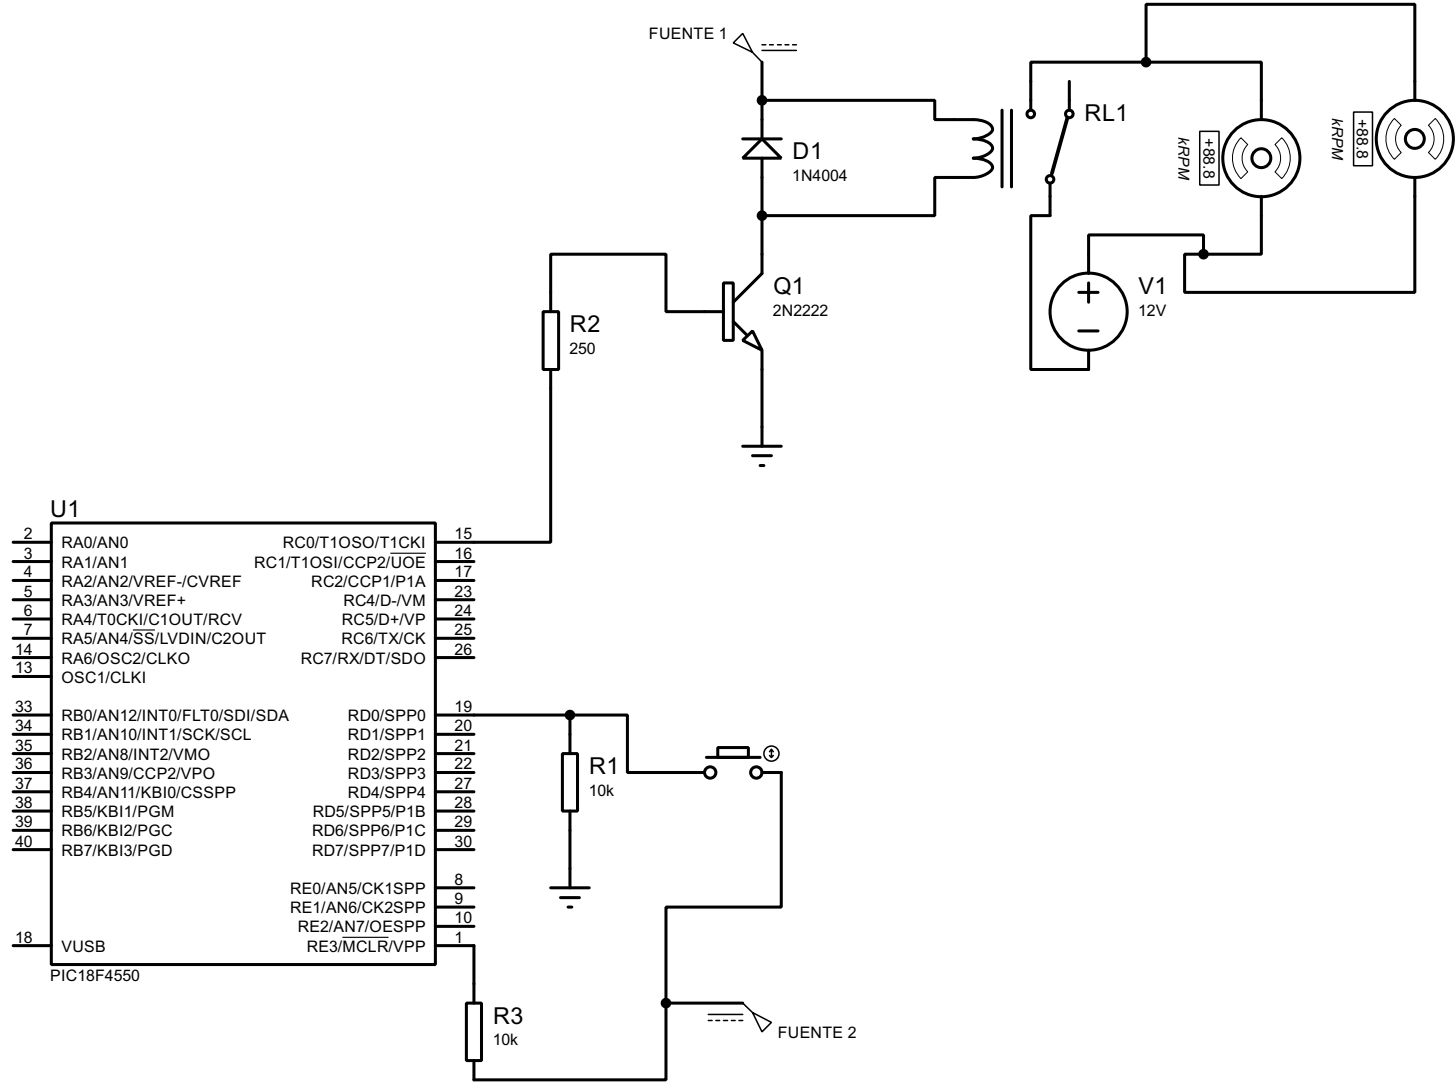 FUENTE 1
RL1
+88.8
kRPM
+88.8
kRPM
D1
1N4004
Q1
2N2222
V1
12V
+
−
R2
250
U1
2 RA0/AN0
3 RA1/AN1
4 RA2/AN2/VREF-/CVREF
5 RA3/AN3/VREF+
6 RA4/T0CKI/C1OUT/RCV
7 RA5/AN4/SS/LVDIN/C2OUT
14 RA6/OSC2/CLKO
13 OSC1/CLKI
33 RB0/AN12/INT0/FLT0/SDI/SDA
34 RB1/AN10/INT1/SCK/SCL
35 RB2/AN8/INT2/VMO
36 RB3/AN9/CCP2/VPO
37 RB4/AN11/KBI0/CSSPP
38 RB5/KBI1/PGM
39 RB6/KBI2/PGC
40 RB7/KBI3/PGD
18 VUSB
RC0/T1OSO/T1CKI 15
RC1/T1OSI/CCP2/UOE 16
RC2/CCP1/P1A 17
RC4/D-/VM 23
RC5/D+/VP 24
RC6/TX/CK 25
RC7/RX/DT/SDO 26
RD0/SPP0 19
RD1/SPP1 20
RD2/SPP2 21
RD3/SPP3 22
RD4/SPP4 27
RD5/SPP5/P1B 28
RD6/SPP6/P1C 29
RD7/SPP7/P1D 30
RE0/AN5/CK1SPP 8
RE1/AN6/CK2SPP 9
RE2/AN7/OESPP 10
RE3/MCLR/VPP 1
PIC18F4550
R1
10k
R3
10k
FUENTE 2